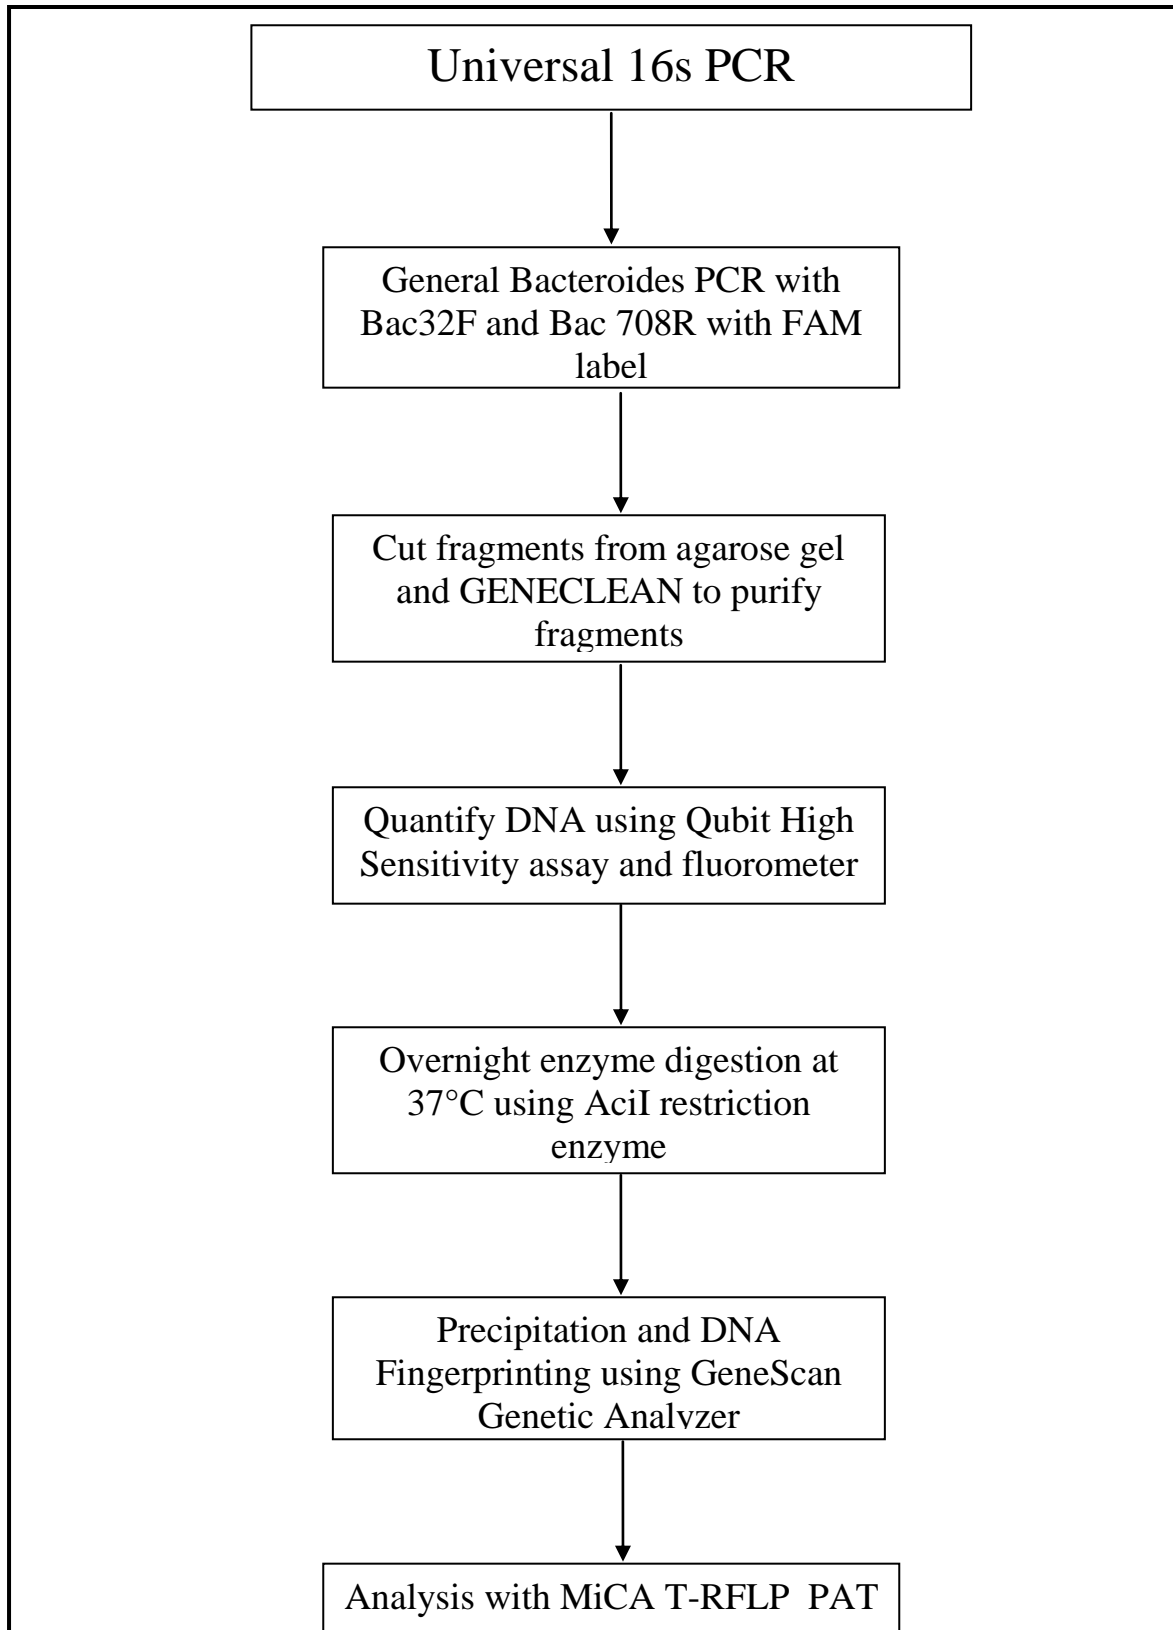 Universal 16s PCR
General Bacteroides PCR with
Bac32F and Bac 708R with FAM
label
Cut fragments from agarose gel
and GENECLEAN to purify
fragments
Quantify DNA using Qubit High
Sensitivity assay and fluorometer
Overnight enzyme digestion at
37°C using AciI restriction
enzyme
Precipitation and DNA
Fingerprinting using GeneScan
Genetic Analyzer
Analysis with MiCA T-RFLP PAT